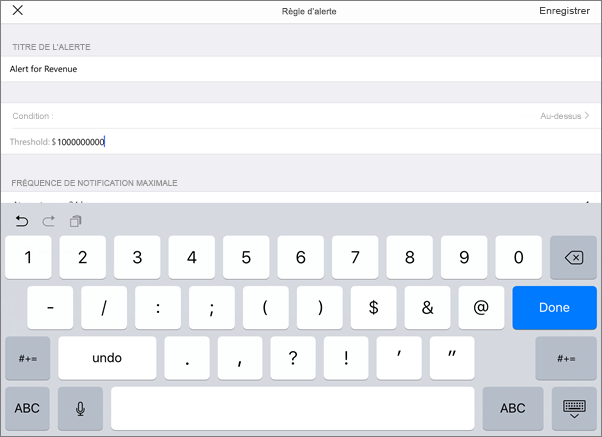 Règle d'alerte Enregistrer
TITRE DE L'ALERTE
Alert for Revenue
Condition : Au-dessus
Threshold: $1000000000
FRÉQUENCE DE NOTIFICATION MAXIMALE
1 2 3 4 5 6 7 8 9 0
- / : ; ( ) $ & @ Done
#+= undo . , ? ! ’ ” #+=
ABC ABC